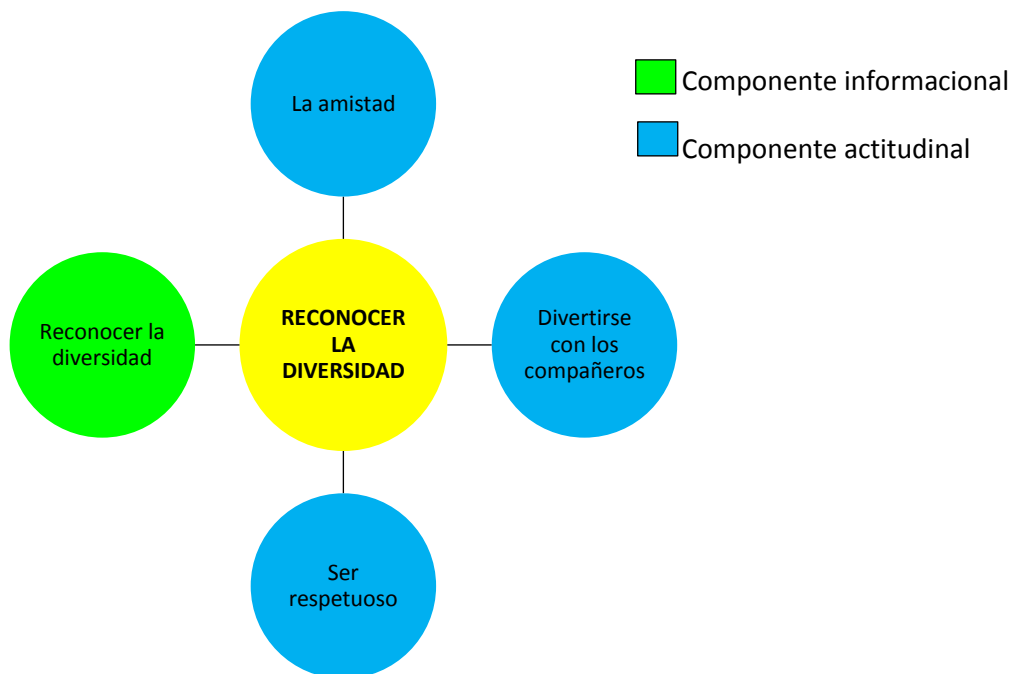 La amistad
Componente informacional
Componente actitudinal
Reconocer la
diversidad
RECONOCER
LA
DIVERSIDAD
Divertirse
con los
compañeros
Ser
respetuoso